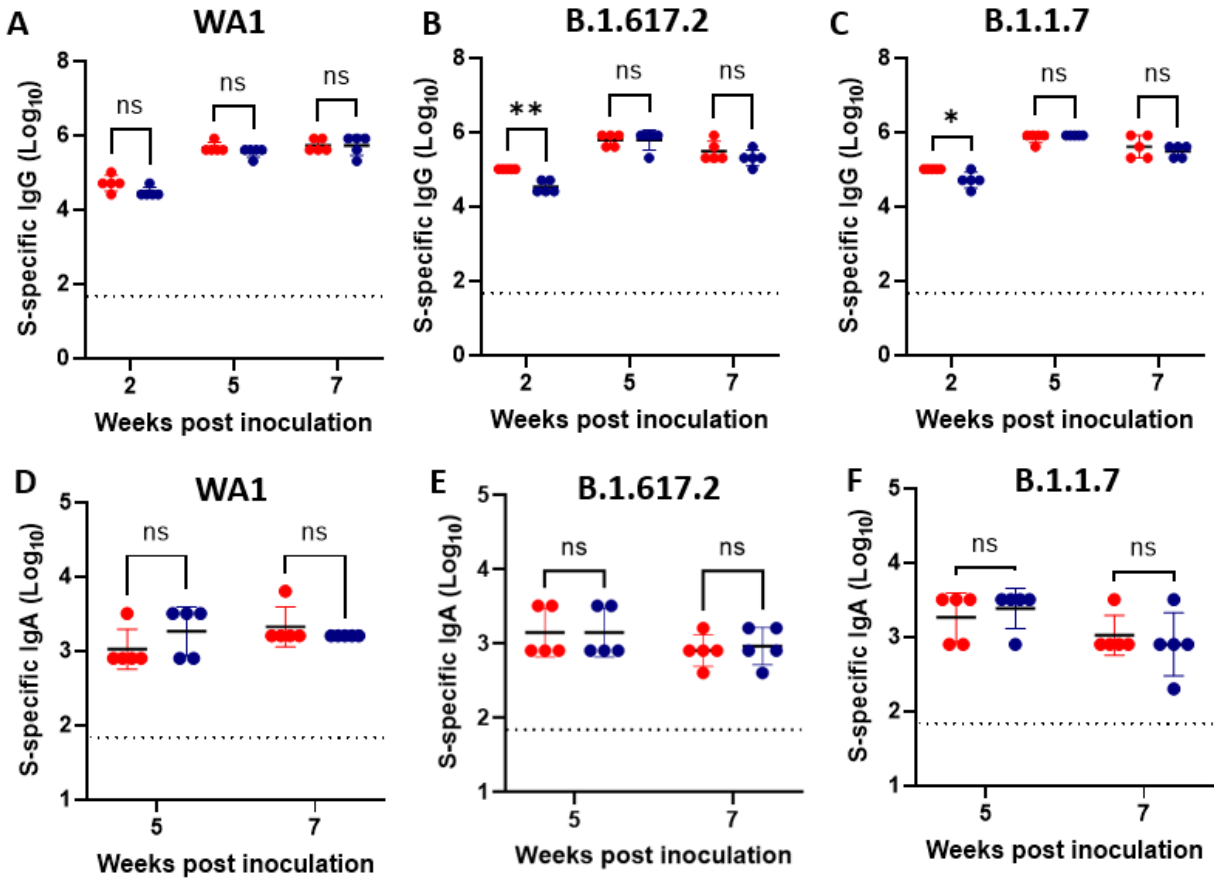 A WA1
S-specific IgG (Log10)
8
6
4
2
0
ns
ns
ns
2 5 7
Weeks post inoculation
B B.1.617.2
S-specific IgG (Log10)
8
6
4
2
0
**
ns
ns
2 5 7
Weeks post inoculation
C B.1.1.7
S-specific IgG (Log10)
8
6
4
2
0
*
ns
ns
2 5 7
Weeks post inoculation
D WA1
S-specific IgA (Log10)
5
4
3
2
1
ns
ns
5 7
Weeks post inoculation
E B.1.617.2
S-specific IgA (Log10)
5
4
3
2
1
ns
ns
5 7
Weeks post inoculation
F B.1.1.7
S-specific IgA (Log10)
5
4
3
2
1
ns
ns
5 7
Weeks post inoculation